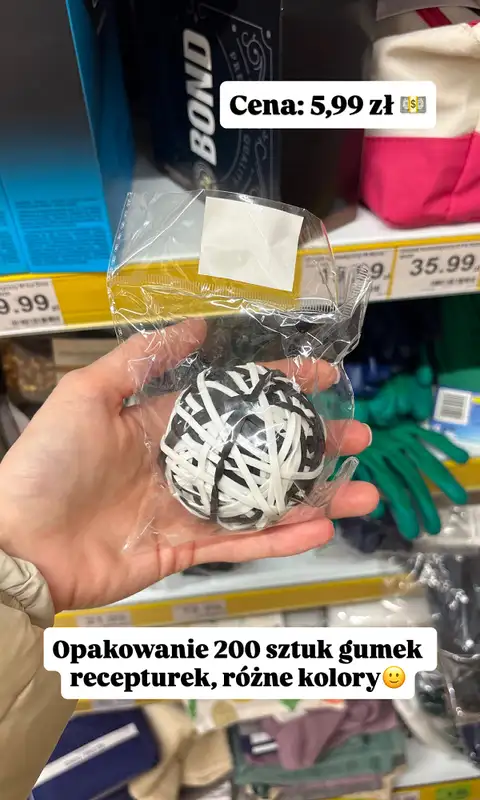 BOND
Cena: 5,99 zł 💵
35.99
9.99
Opakowanie 200 sztuk gumek
recepturek, różne kolory🙂